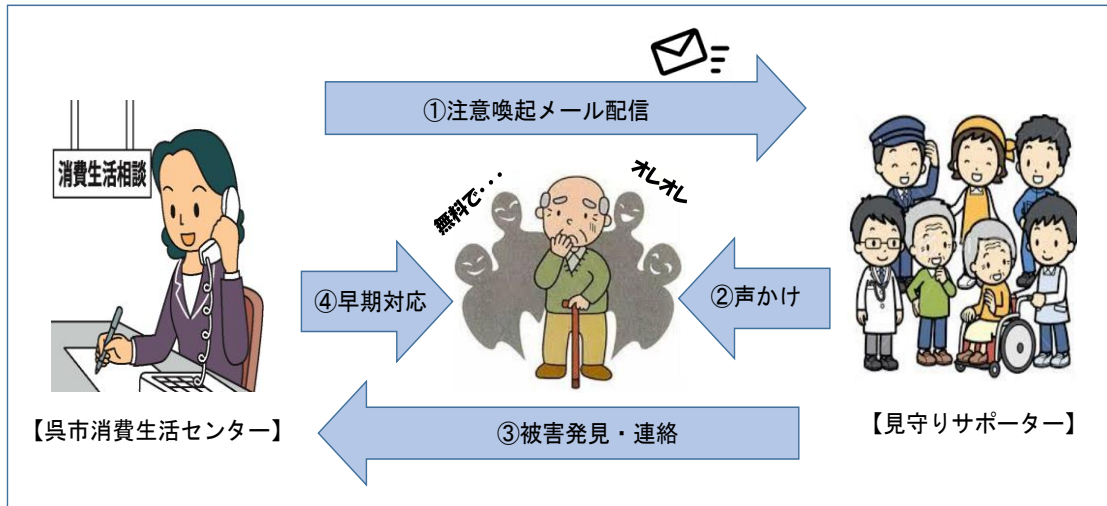 ①注意喚起メール配信
消費生活相談
無料で・・・
オレオレ
④早期対応
②声かけ
【呉市消費生活センター】
③被害発見・連絡
【見守りサポーター】